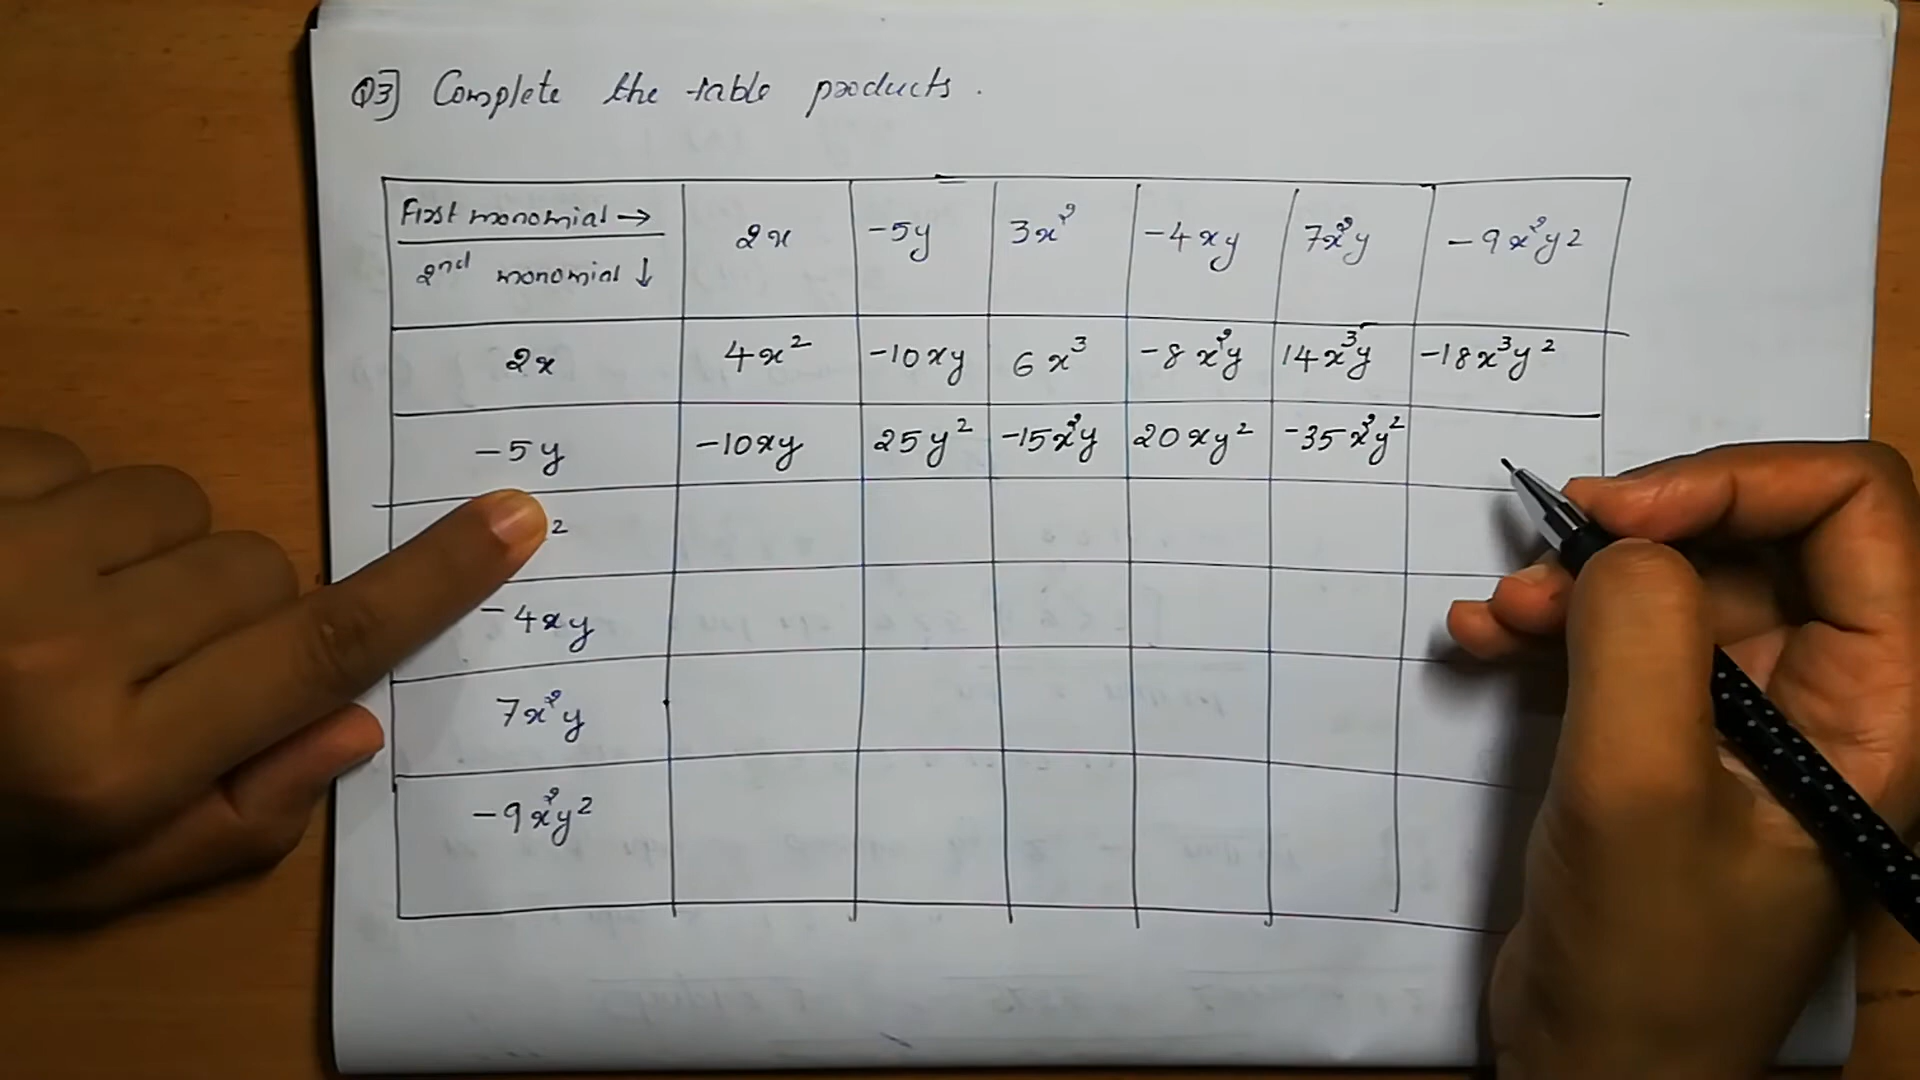 Q3] Complete the table products.
First monomial →
2nd monomial ↓
2x -5y 3x² -4xy 7x²y -9x²y2
2x 4x² -10xy 6x³ -8x²y 14x³y -18x³y²
-5y -10xy 25y² -15x²y 20xy² -35x²y²
2
-4xy
7x²y
-9x²y²